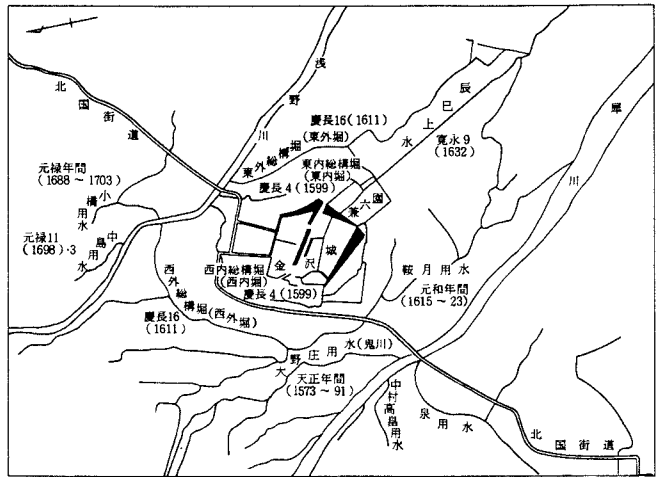 北国街道
浅野川
慶長16(1611)
(東外堀)
東外総構堀
辰巳上水
寛永9
(1632)
犀川
元禄年間
(1688～1703)
小橋用水
東内総構堀
(東内堀)
慶長4(1599)
兼六園
元禄11
(1698)・3
中島用水
金沢城
西内総構堀
(西内堀)
慶長4(1599)
鞍月用水
元和年間
(1615～23)
西外総構堀(西外堀)
慶長16
(1611)
大野庄用水(鬼川)
天正年間
(1573～91)
中村高畠用水
泉用水
北国街道